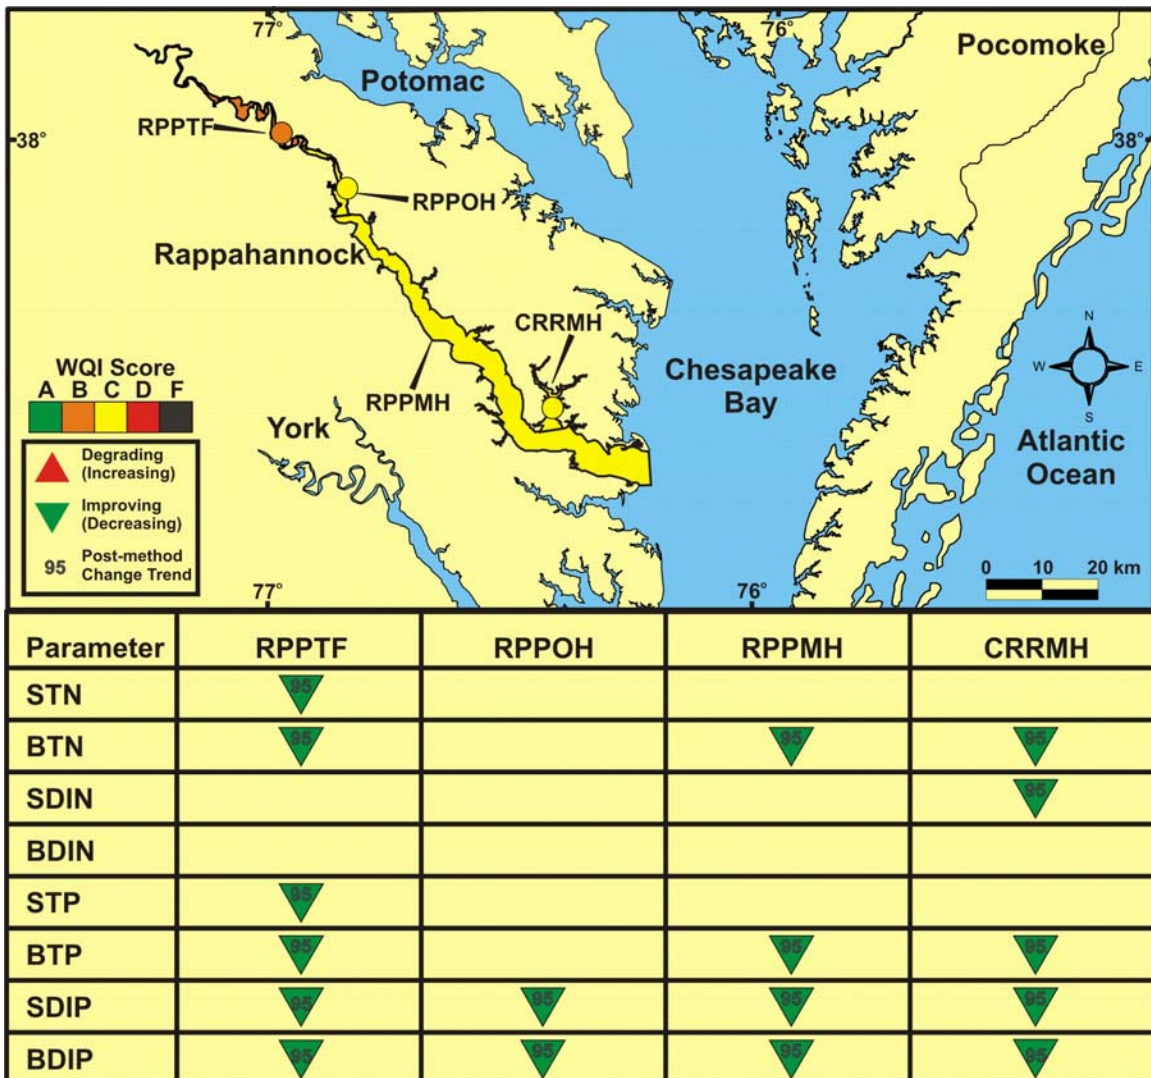 77°
76°
Pocomoke
Potomac
RPPTF
38°
38°
RPPOH
Rappahannock
CRRMH
N
W E
S
WQI Score
A B C D F
RPPMH
Chesapeake
Bay
York
Atlantic
Ocean
Degrading
(Increasing)
Improving
(Decreasing)
95 Post-method
Change Trend
0 10 20 km
77°
76°
Parameter RPPTF RPPOH RPPMH CRRMH
STN 95
BTN 95 95 95
SDIN 95
BDIN
STP 95
BTP 95 95 95
SDIP 95 95 95 95
BDIP 95 95 95 95